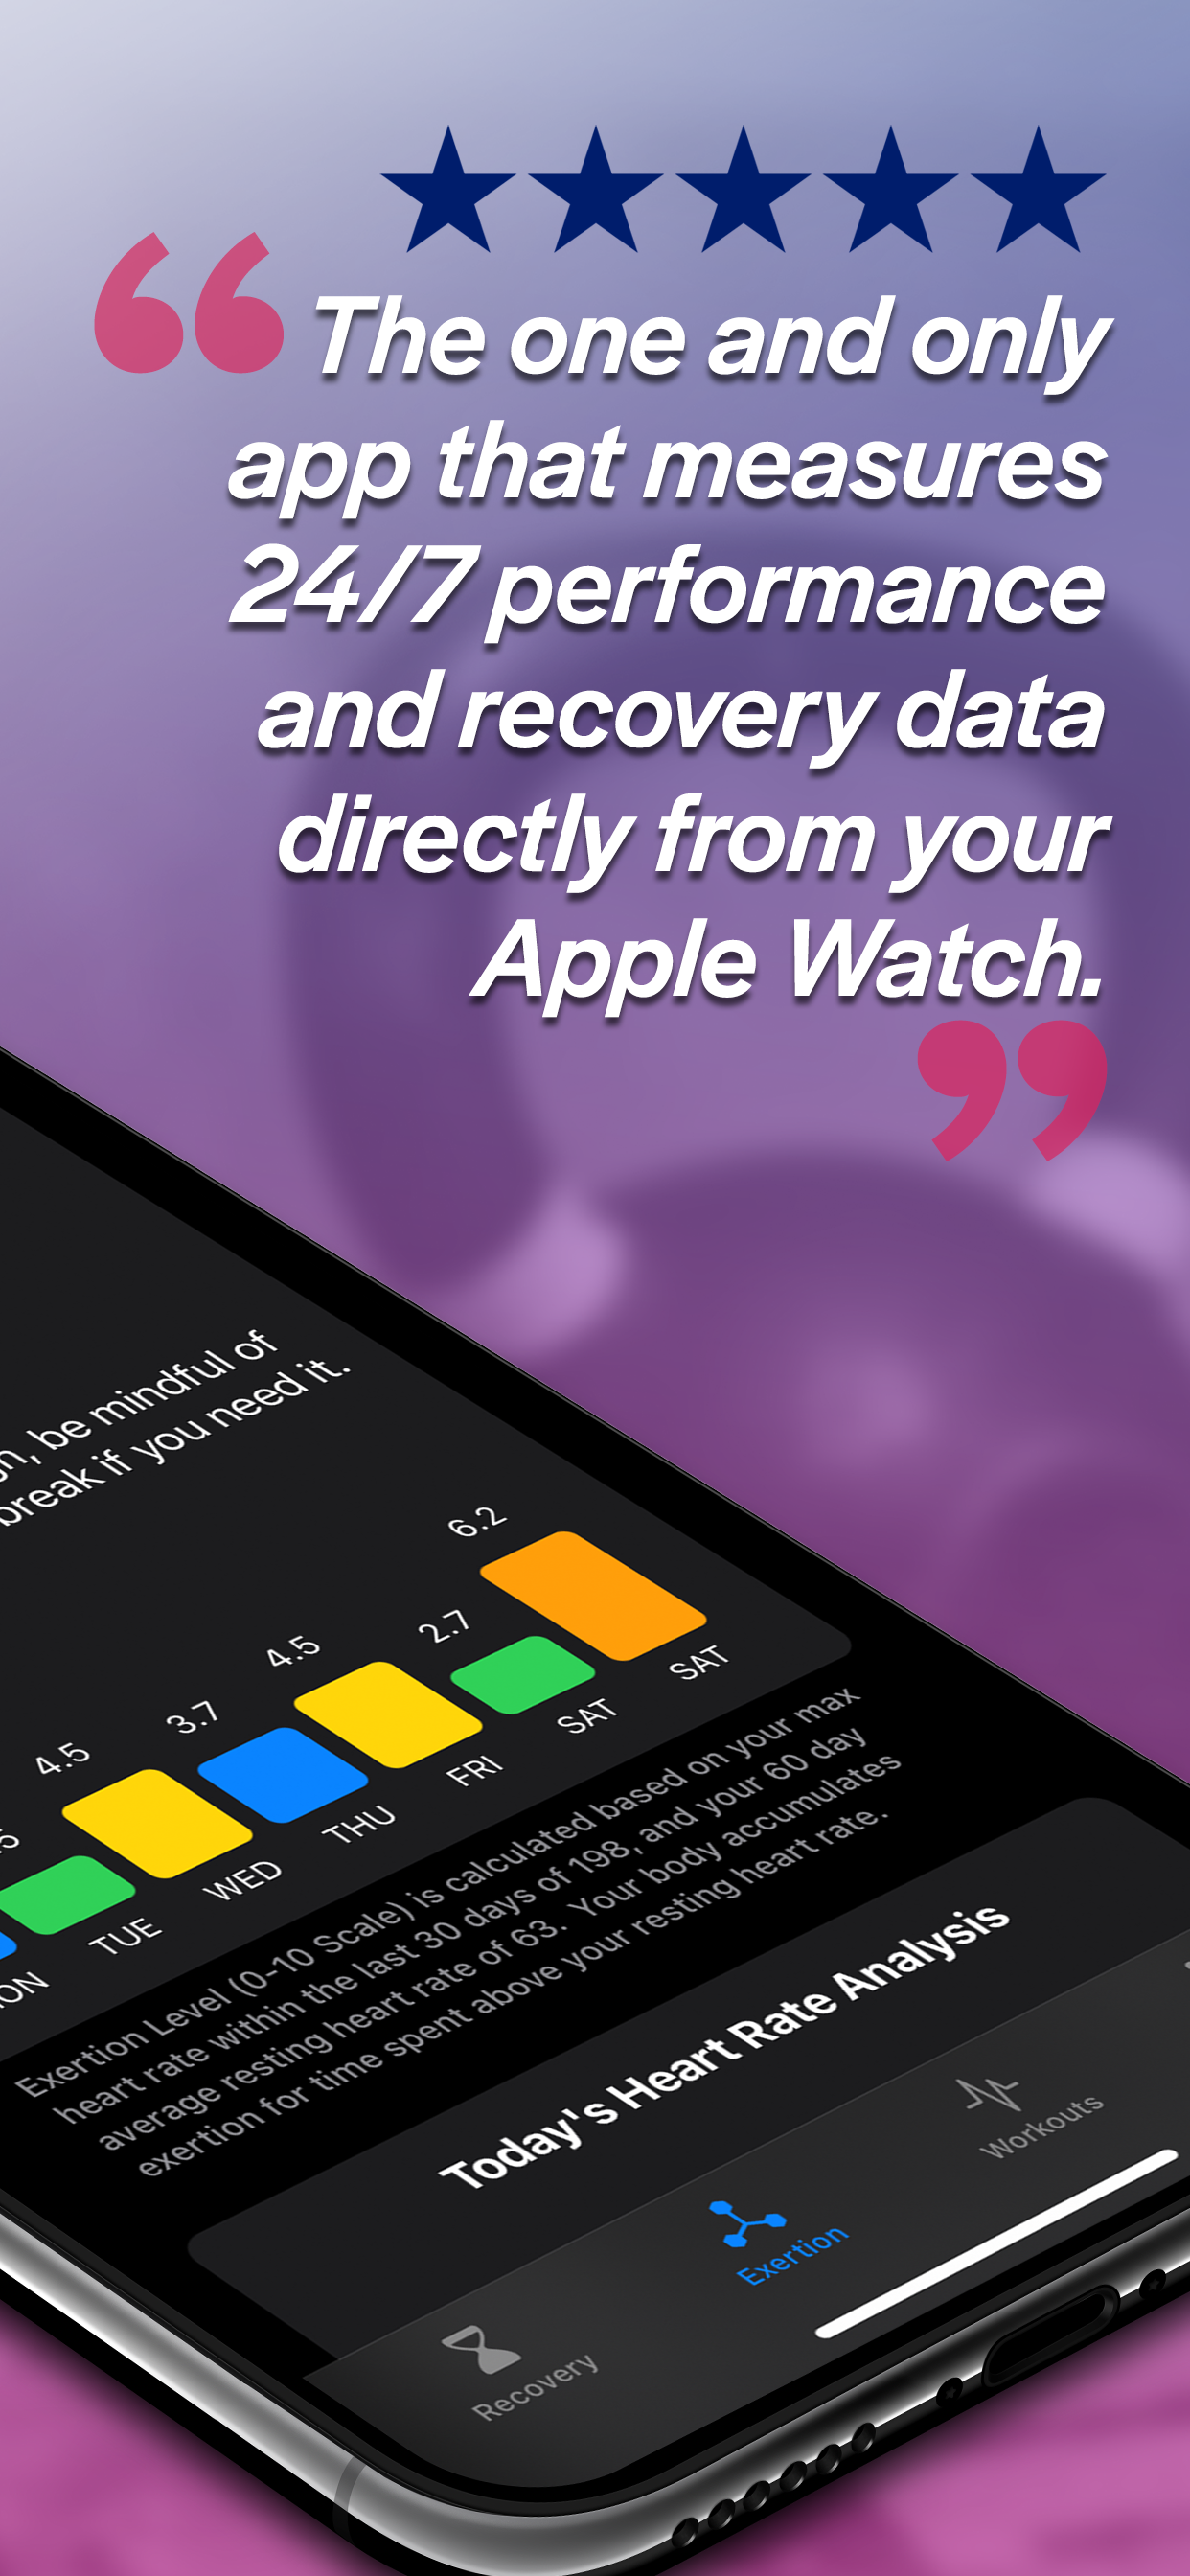 “The one and only
app that measures
24/7 performance
and recovery data
directly from your
Apple Watch.”
be mindful of
break if you need it.
4.5
3.7
4.5
2.7
6.2
TUE
WED
THU
FRI
SAT
SAT
Exertion Level (0-10 Scale) is calculated based on your max
heart rate within the last 30 days of 198, and your 60 day
average resting heart rate of 63. Your body accumulates
exertion for time spent above your resting heart rate.
Today's Heart Rate Analysis
Recovery
Exertion
Workouts